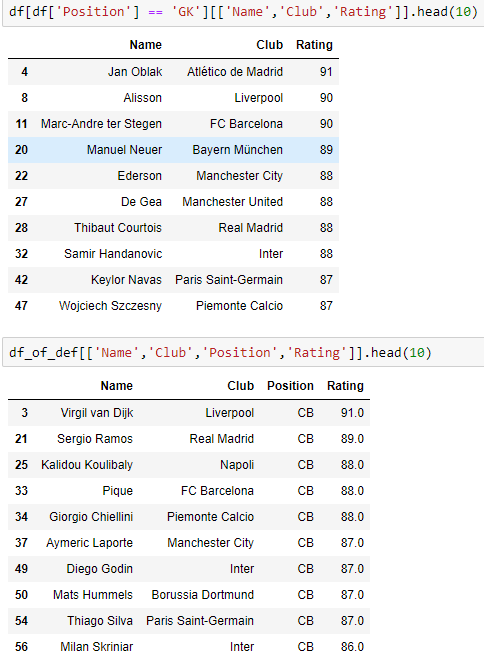 df[df['Position'] == 'GK'][['Name','Club','Rating']].head(10)
Name Club Rating
4 Jan Oblak Atlético de Madrid 91
8 Alisson Liverpool 90
11 Marc-Andre ter Stegen FC Barcelona 90
20 Manuel Neuer Bayern München 89
22 Ederson Manchester City 88
27 De Gea Manchester United 88
28 Thibaut Courtois Real Madrid 88
32 Samir Handanovic Inter 88
42 Keylor Navas Paris Saint-Germain 87
47 Wojciech Szczesny Piemonte Calcio 87
df_of_def[['Name','Club','Position','Rating']].head(10)
Name Club Position Rating
3 Virgil van Dijk Liverpool CB 91.0
21 Sergio Ramos Real Madrid CB 89.0
25 Kalidou Koulibaly Napoli CB 88.0
33 Pique FC Barcelona CB 88.0
34 Giorgio Chiellini Piemonte Calcio CB 88.0
37 Aymeric Laporte Manchester City CB 87.0
49 Diego Godin Inter CB 87.0
50 Mats Hummels Borussia Dortmund CB 87.0
54 Thiago Silva Paris Saint-Germain CB 87.0
56 Milan Skriniar Inter CB 86.0